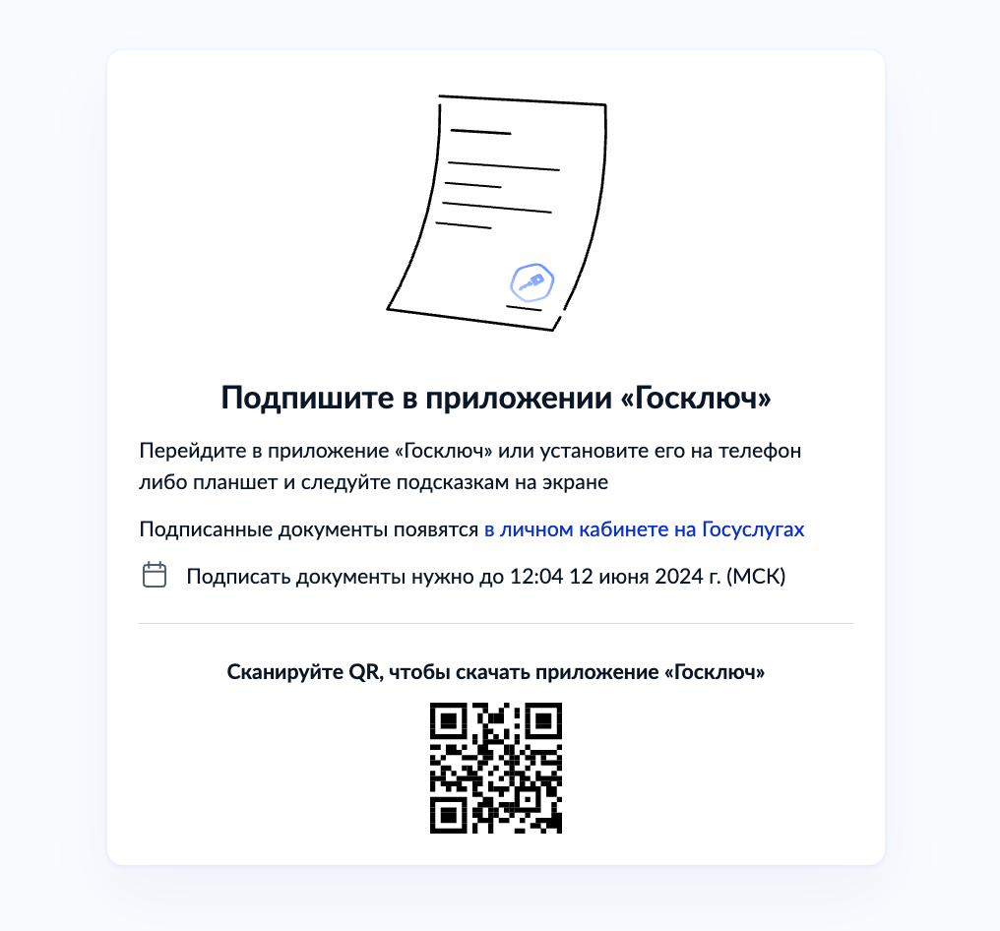 Подпишите в приложении «Госключ»
Перейдите в приложение «Госключ» или установите его на телефон
либо планшет и следуйте подсказкам на экране
Подписанные документы появятся в личном кабинете на Госуслугах
Подписать документы нужно до 12:04 12 июня 2024 г. (МСК)
Сканируйте QR, чтобы скачать приложение «Госключ»